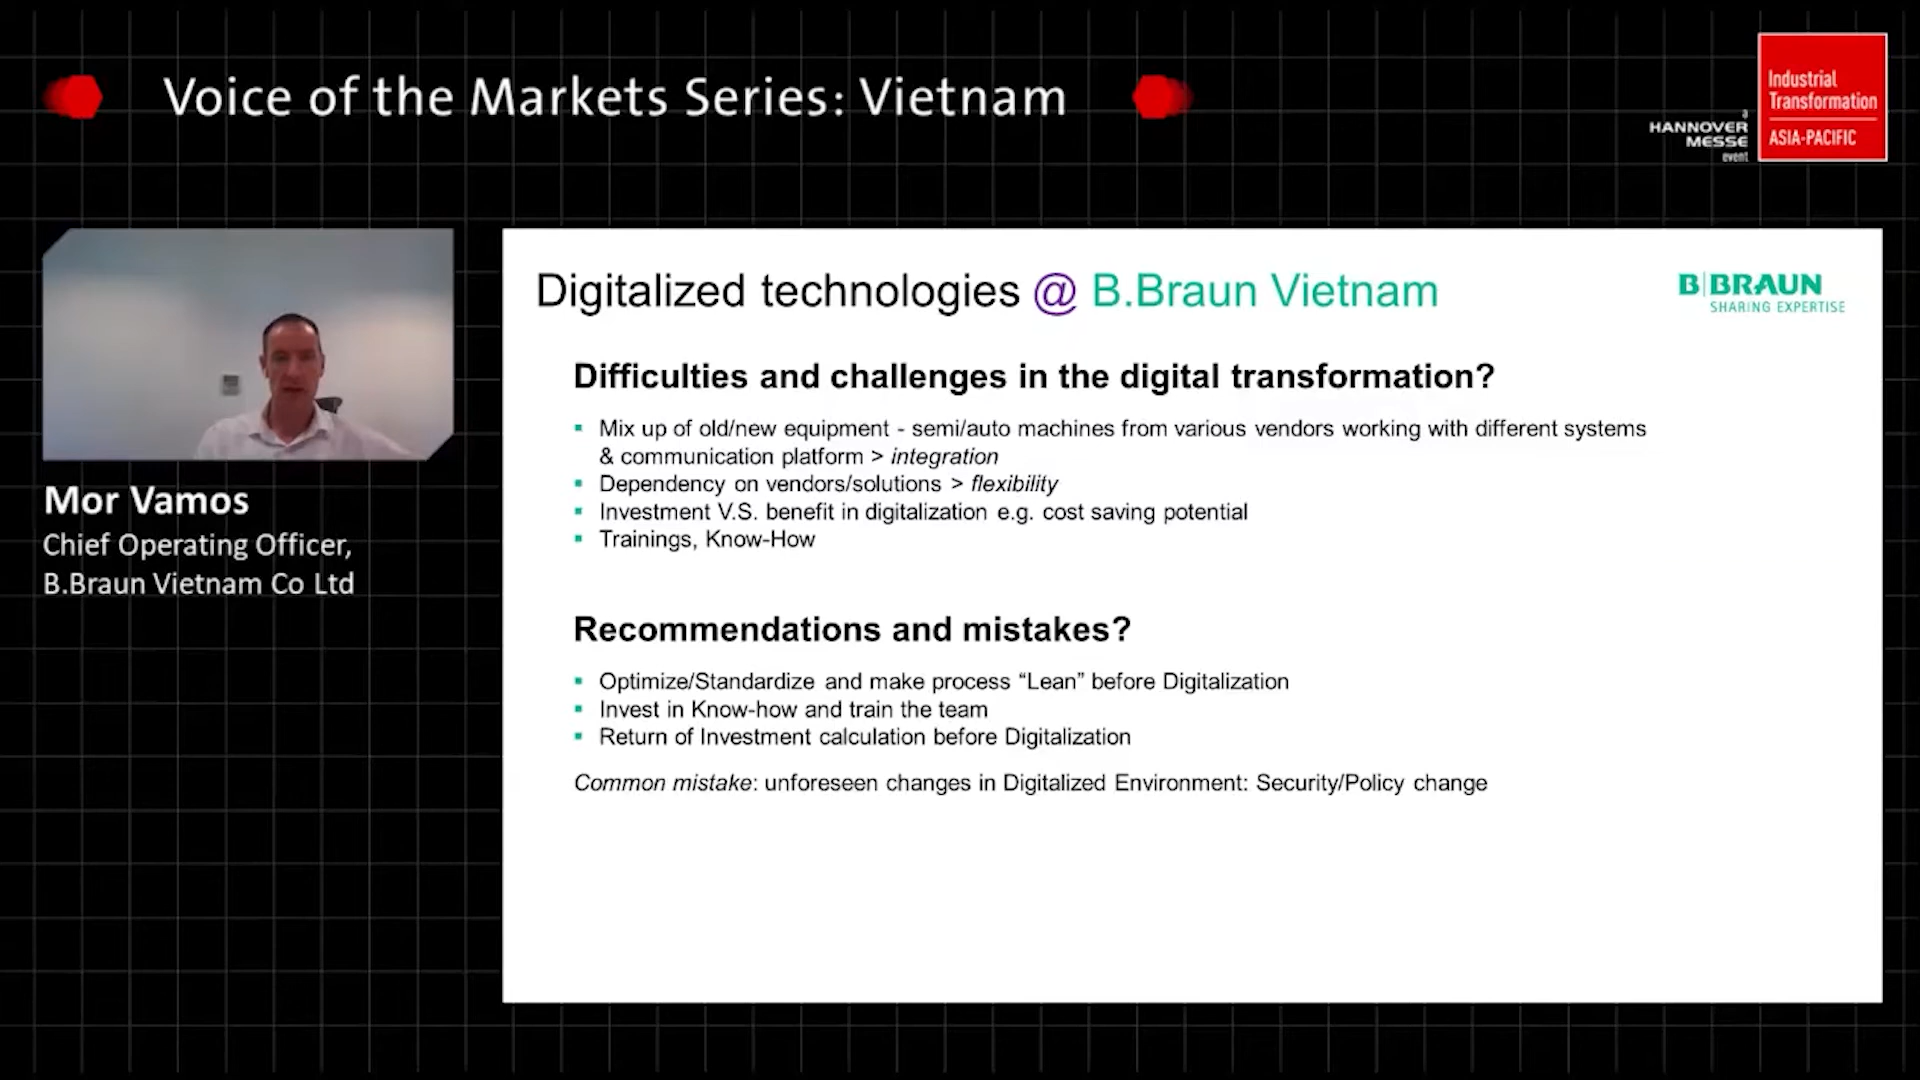 Voice of the Markets Series: Vietnam
a
HANNOVER
MESSE
event
Industrial
Transformation
ASIA-PACIFIC
Mor Vamos
Chief Operating Officer,
B.Braun Vietnam Co Ltd
Digitalized technologies @ B.Braun Vietnam
B|BRAUN
SHARING EXPERTISE
Difficulties and challenges in the digital transformation?
▪ Mix up of old/new equipment - semi/auto machines from various vendors working with different systems
& communication platform > integration
▪ Dependency on vendors/solutions > flexibility
▪ Investment V.S. benefit in digitalization e.g. cost saving potential
▪ Trainings, Know-How
Recommendations and mistakes?
▪ Optimize/Standardize and make process “Lean” before Digitalization
▪ Invest in Know-how and train the team
▪ Return of Investment calculation before Digitalization
Common mistake: unforeseen changes in Digitalized Environment: Security/Policy change